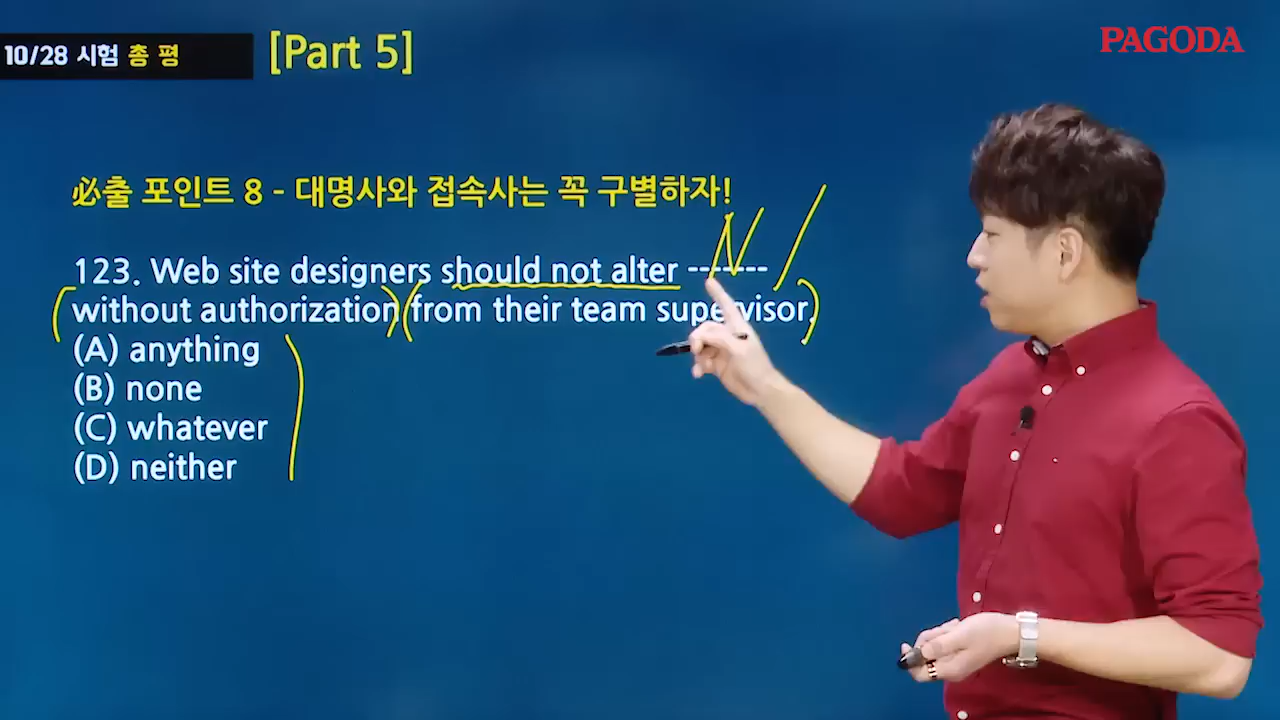 10/28 시험 총 평
[Part 5]
PAGODA
必출 포인트 8 - 대명사와 접속사는 꼭 구별하자!
N
123. Web site designers should not alter -------
without authorization from their team supervisor.
(A) anything
(B) none
(C) whatever
(D) neither